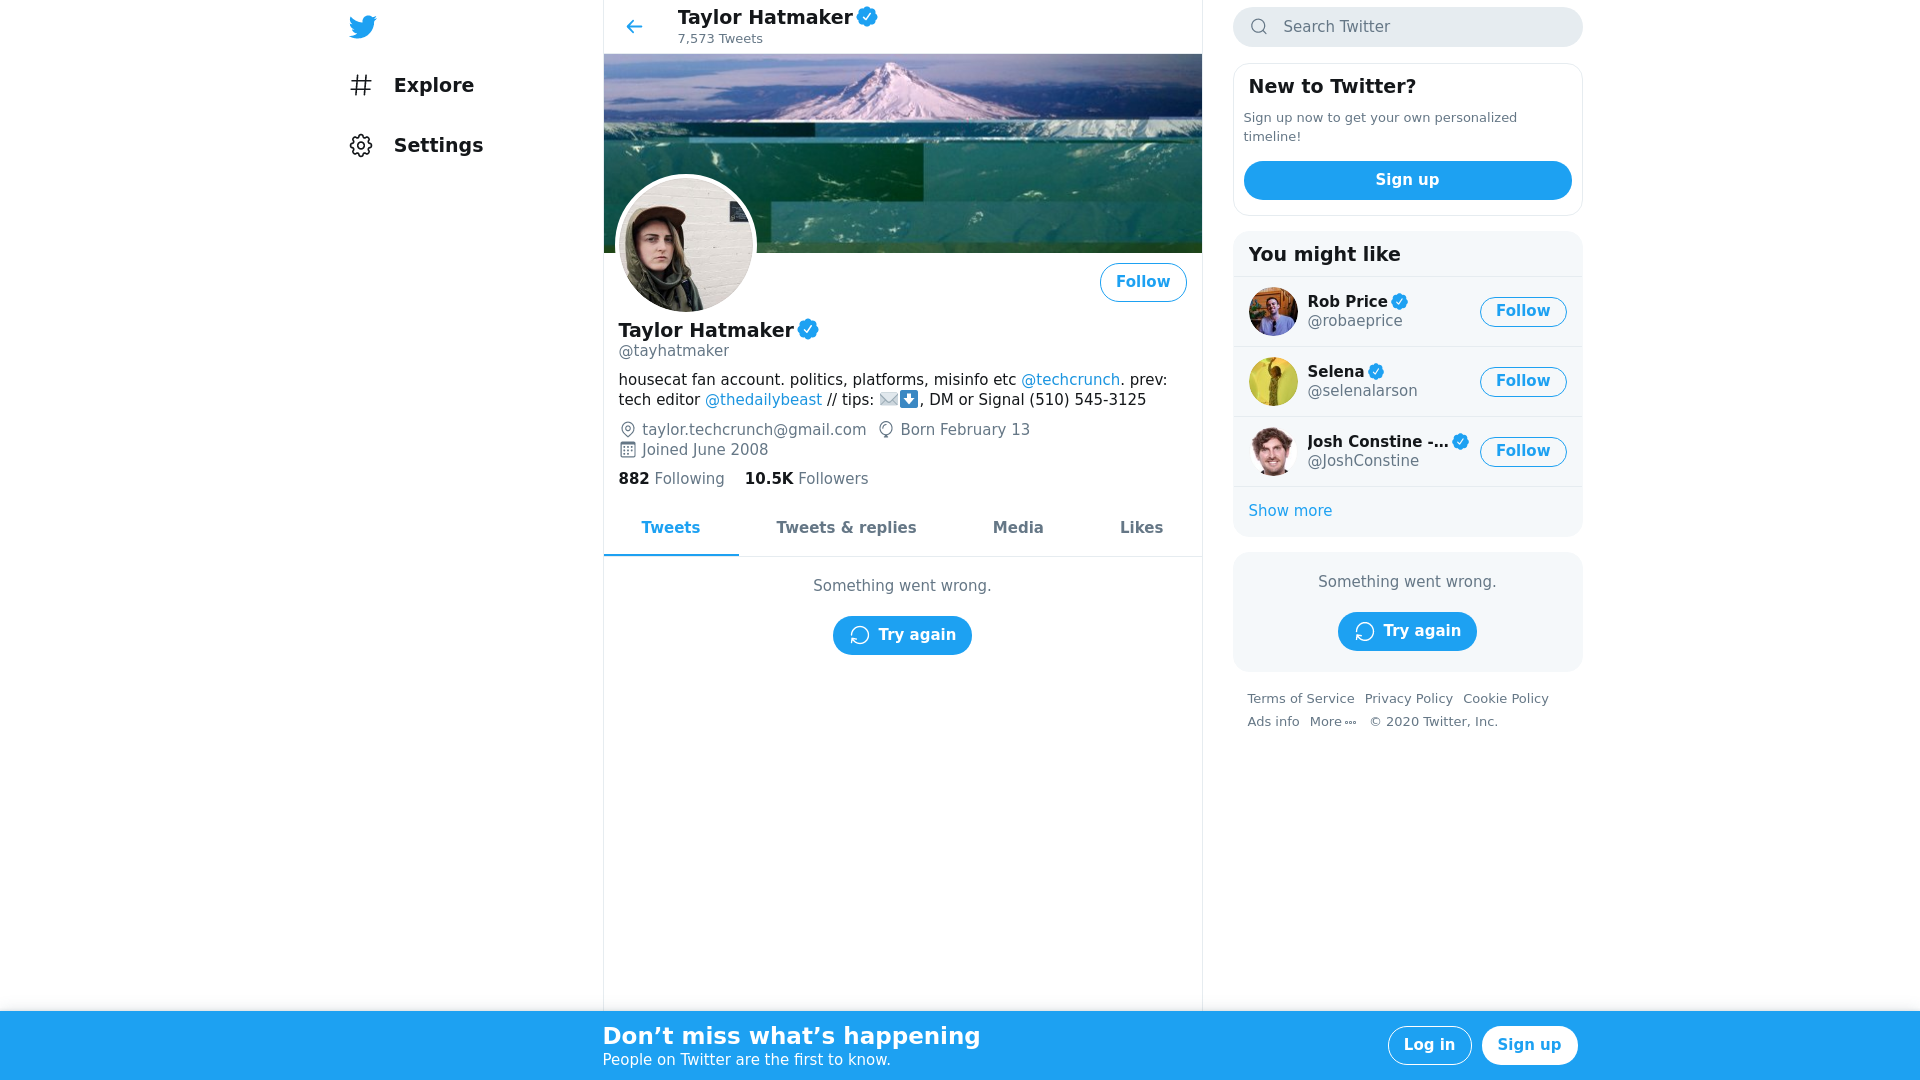 Explore
Settings
Taylor Hatmaker
7,573 Tweets
Follow
Taylor Hatmaker
@tayhatmaker
housecat fan account. politics, platforms, misinfo etc @techcrunch. prev:
tech editor @thedailybeast // tips: ✉️⬇️, DM or Signal (510) 545-3125
taylor.techcrunch@gmail.com Born February 13
Joined June 2008
882 Following 10.5K Followers
Tweets Tweets & replies Media Likes
Something went wrong.
Try again
Search Twitter
New to Twitter?
Sign up now to get your own personalized
timeline!
Sign up
You might like
Rob Price
@robaeprice
Follow
Selena
@selenalarson
Follow
Josh Constine -...
@JoshConstine
Follow
Show more
Something went wrong.
Try again
Terms of Service Privacy Policy Cookie Policy
Ads info More © 2020 Twitter, Inc.
Don’t miss what’s happening
People on Twitter are the first to know.
Log in Sign up